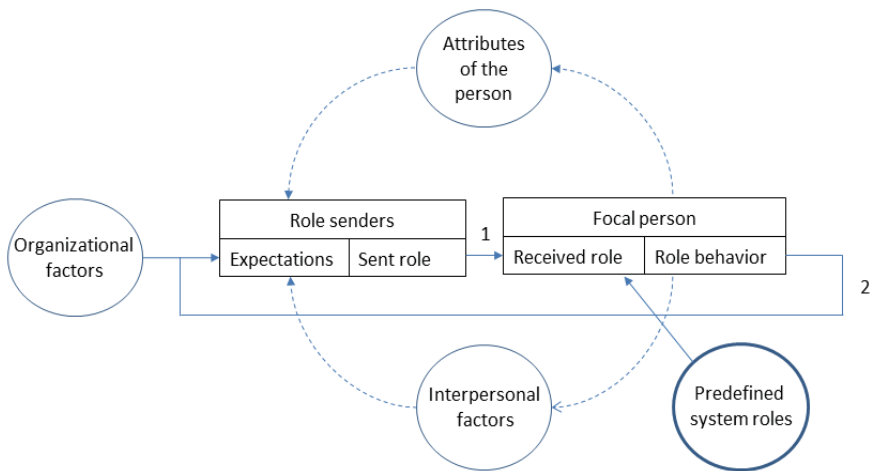 Attributes
of the
person
Organizational
factors
Role senders
Expectations
Sent role
1
Focal person
Received role
Role behavior
2
Interpersonal
factors
Predefined
system roles